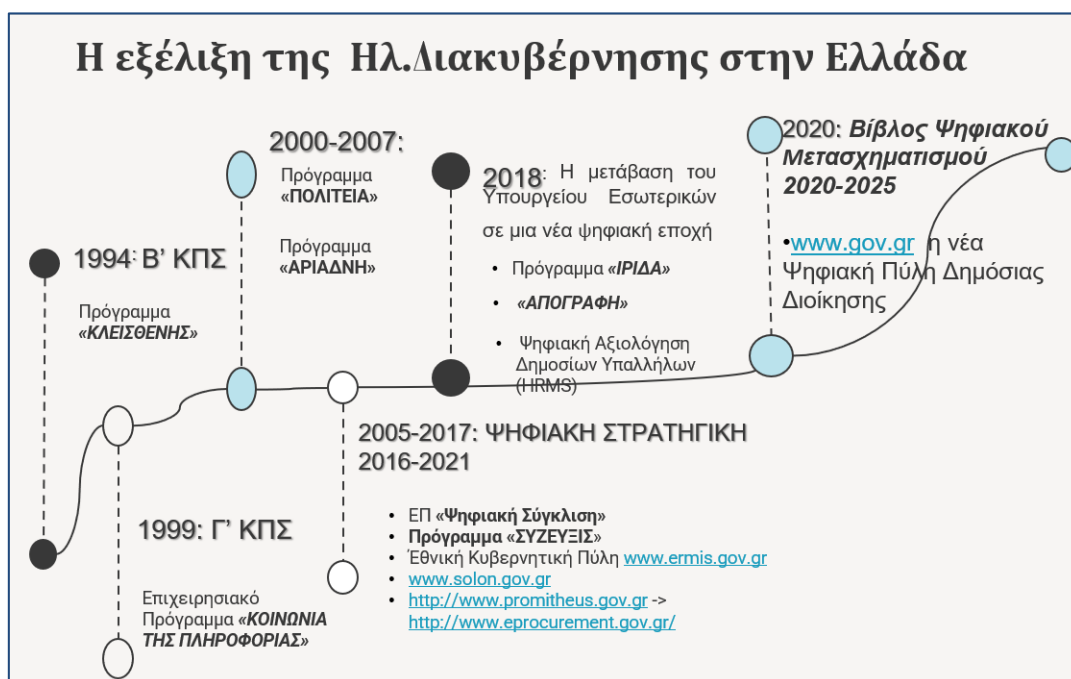 Η εξέλιξη της Ηλ.Διακυβέρνησης στην Ελλάδα
1994: Β’ ΚΠΣ
Πρόγραμμα
«ΚΛΕΙΣΘΕΝΗΣ»
1999: Γ’ ΚΠΣ
Επιχειρησιακό
Πρόγραμμα «ΚΟΙΝΩΝΙΑ
ΤΗΣ ΠΛΗΡΟΦΟΡΙΑΣ»
2000-2007:
Πρόγραμμα
«ΠΟΛΙΤΕΙΑ»
Πρόγραμμα
«ΑΡΙΑΔΝΗ»
2005-2017: ΨΗΦΙΑΚΗ ΣΤΡΑΤΗΓΙΚΗ
2016-2021
• ΕΠ «Ψηφιακή Σύγκλιση»
• Πρόγραμμα «ΣΥΖΕΥΞΙΣ»
• Έθνική Κυβερνητική Πύλη www.ermis.gov.gr
• www.solon.gov.gr
• http://www.promitheus.gov.gr ->
http://www.eprocurement.gov.gr/
2018: Η μετάβαση του
Υπουργείου Εσωτερικών
σε μια νέα ψηφιακή εποχή
• Πρόγραμμα «ΙΡΙΔΑ»
• «ΑΠΟΓΡΑΦΗ»
• Ψηφιακή Αξιολόγηση
Δημοσίων Υπαλλήλων
(HRMS)
2020: Βίβλος Ψηφιακού
Μετασχηματισμού
2020-2025
•www.gov.gr η νέα
Ψηφιακή Πύλη Δημόσιας
Διοίκησης